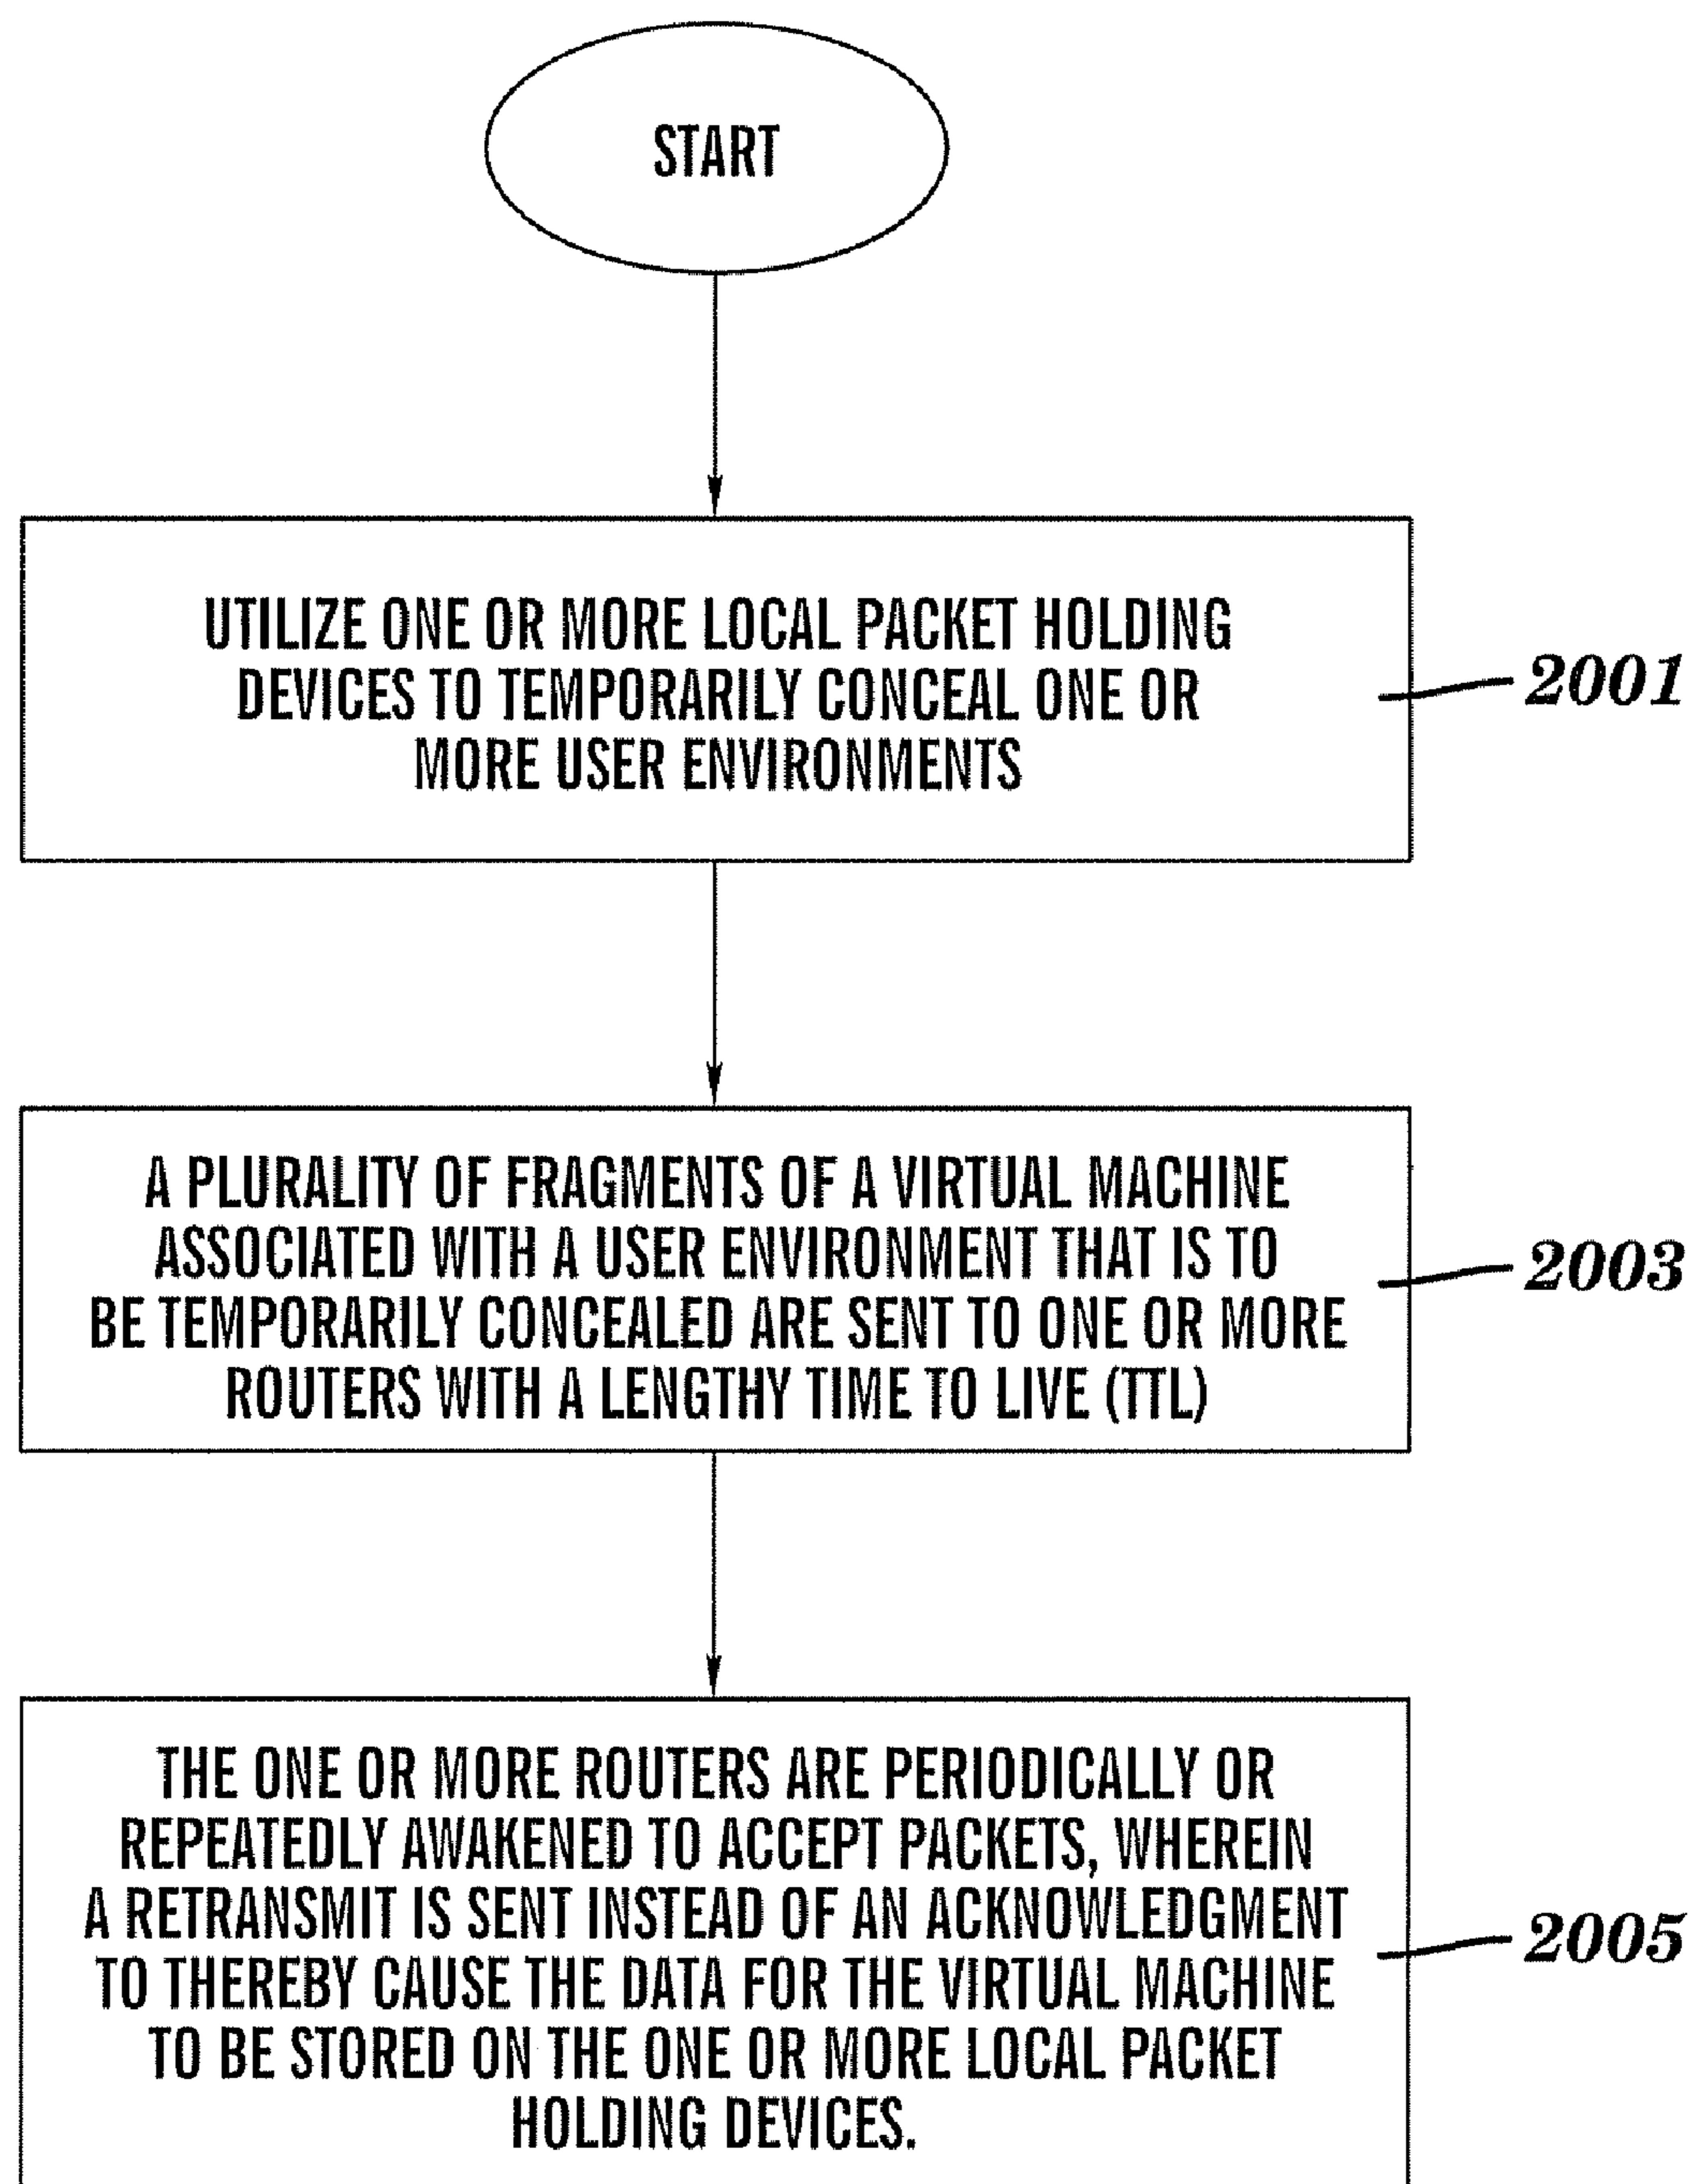 START
UTILIZE ONE OR MORE LOCAL PACKET HOLDING
DEVICES TO TEMPORARILY CONCEAL ONE OR
MORE USER ENVIRONMENTS
2001
A PLURALITY OF FRAGMENTS OF A VIRTUAL MACHINE
ASSOCIATED WITH A USER ENVIRONMENT THAT IS TO
BE TEMPORARILY CONCEALED ARE SENT TO ONE OR MORE
ROUTERS WITH A LENGTHY TIME TO LIVE (TTL)
2003
THE ONE OR MORE ROUTERS ARE PERIODICALLY OR
REPEATEDLY AWAKENED TO ACCEPT PACKETS, WHEREIN
A RETRANSMIT IS SENT INSTEAD OF AN ACKNOWLEDGMENT
TO THEREBY CAUSE THE DATA FOR THE VIRTUAL MACHINE
TO BE STORED ON THE ONE OR MORE LOCAL PACKET
HOLDING DEVICES.
2005